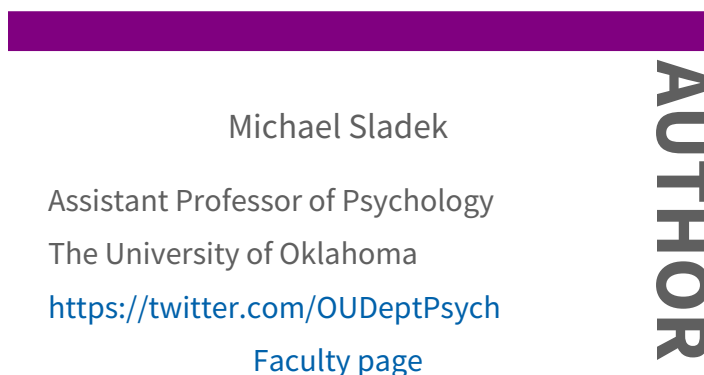 Michael Sladek
Assistant Professor of Psychology
The University of Oklahoma
https://twitter.com/OUDeptPsych
Faculty page
AUTHOR